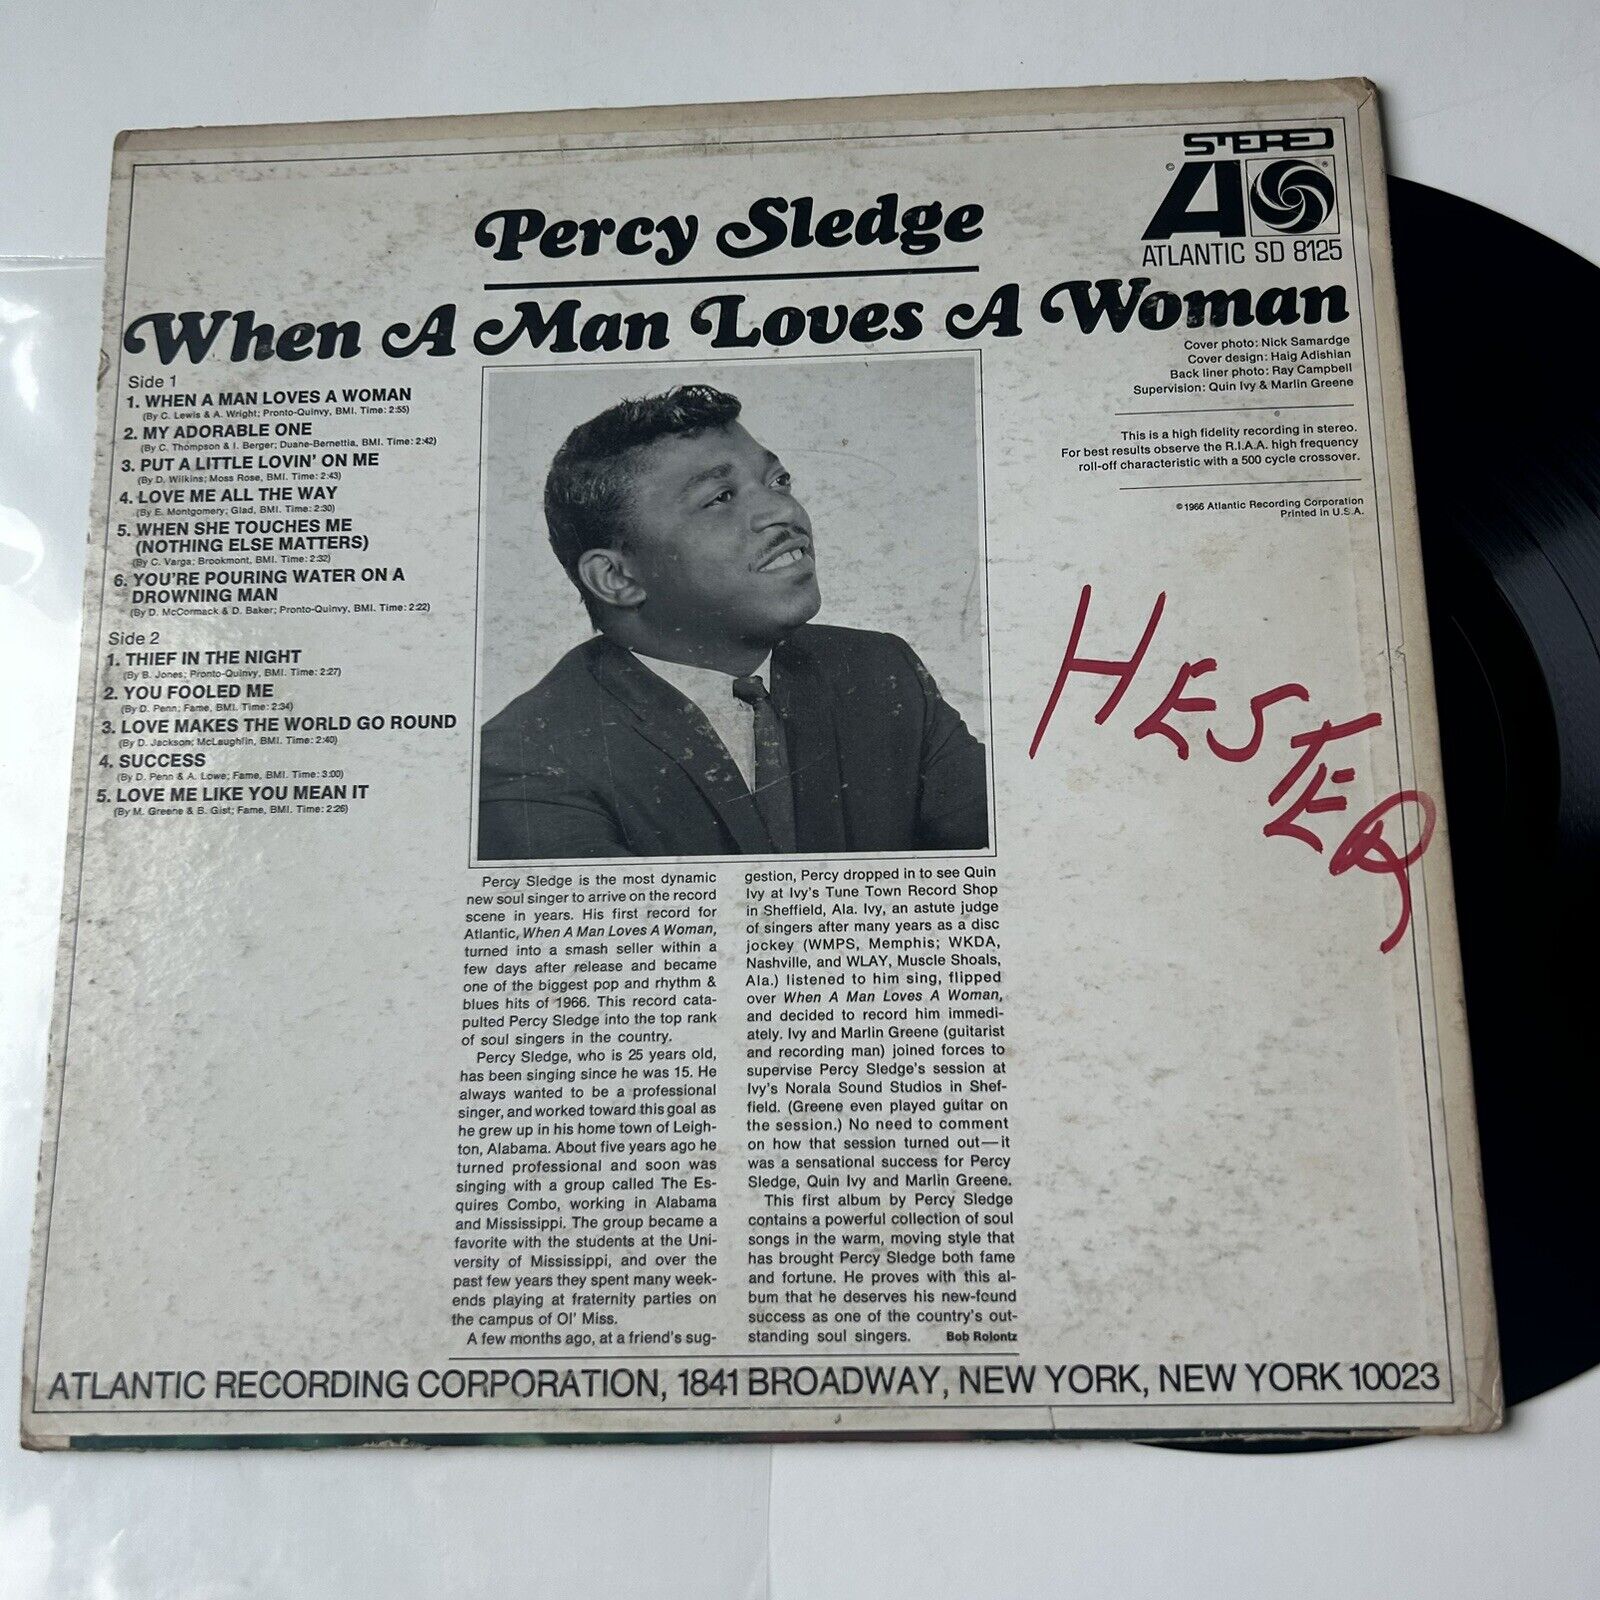 STEREO
ATLANTIC SD 8125
Percy Sledge
When A Man Loves A Woman
Side 1
1. WHEN A MAN LOVES A WOMAN
(By C. Lewis & A. Wright; Pronto-Quinvy, BMI. Time: 2:55)
2. MY ADORABLE ONE
(By C. Thompson & I. Berger; Duane-Bernettia, BMI. Time: 2:42)
3. PUT A LITTLE LOVIN' ON ME
(By D. Wilkins; Moss Rose, BMI. Time: 2:43)
4. LOVE ME ALL THE WAY
(By E. Montgomery; Glad, BMI. Time: 2:30)
5. WHEN SHE TOUCHES ME
(NOTHING ELSE MATTERS)
(By C. Varga; Brookmont, BMI. Time: 2:32)
6. YOU'RE POURING WATER ON A
DROWNING MAN
(By D. McCormack & D. Baker; Pronto-Quinvy, BMI. Time: 2:22)
Side 2
1. THIEF IN THE NIGHT
(By B. Jones; Pronto-Quinvy, BMI. Time: 2:27)
2. YOU FOOLED ME
(By D. Penn; Fame, BMI. Time: 2:34)
3. LOVE MAKES THE WORLD GO ROUND
(By D. Jackson; McLaughlin, BMI. Time: 2:40)
4. SUCCESS
(By D. Penn & A. Lowe; Fame, BMI. Time: 3:00)
5. LOVE ME LIKE YOU MEAN IT
(By M. Greene & B. Gist; Fame, BMI. Time: 2:26)
Cover photo: Nick Samardge
Cover design: Haig Adishian
Back liner photo: Ray Campbell
Supervision: Quin Ivy & Marlin Greene
This is a high fidelity recording in stereo.
For best results observe the R.I.A.A. high frequency
roll-off characteristic with a 500 cycle crossover.
©1966 Atlantic Recording Corporation
Printed in U.S.A.
HESTER
Percy Sledge is the most dynamic
new soul singer to arrive on the record
scene in years. His first record for
Atlantic, When A Man Loves A Woman,
turned into a smash seller within a
few days after release and became
one of the biggest pop and rhythm &
blues hits of 1966. This record cata-
pulted Percy Sledge into the top rank
of soul singers in the country.
Percy Sledge, who is 25 years old,
has been singing since he was 15. He
always wanted to be a professional
singer, and worked toward this goal as
he grew up in his home town of Leigh-
ton, Alabama. About five years ago he
turned professional and soon was
singing with a group called The Es-
quires Combo, working in Alabama
and Mississippi. The group became a
favorite with the students at the Uni-
versity of Mississippi, and over the
past few years they spent many week-
ends playing at fraternity parties on
the campus of Ol' Miss.
A few months ago, at a friend's sug-
gestion, Percy dropped in to see Quin
Ivy at Ivy's Tune Town Record Shop
in Sheffield, Ala. Ivy, an astute judge
of singers after many years as a disc
jockey (WMPS, Memphis; WKDA,
Nashville, and WLAY, Muscle Shoals,
Ala.) listened to him sing, flipped
over When A Man Loves A Woman,
and decided to record him immedi-
ately. Ivy and Marlin Greene (guitarist
and recording man) joined forces to
supervise Percy Sledge's session at
Ivy's Norala Sound Studios in Shef-
field. (Greene even played guitar on
the session.) No need to comment
on how that session turned out—it
was a sensational success for Percy
Sledge, Quin Ivy and Marlin Greene.
This first album by Percy Sledge
contains a powerful collection of soul
songs in the warm, moving style that
has brought Percy Sledge both fame
and fortune. He proves with this al-
bum that he deserves his new-found
success as one of the country's out-
standing soul singers. Bob Rolontz
ATLANTIC RECORDING CORPORATION, 1841 BROADWAY, NEW YORK, NEW YORK 10023